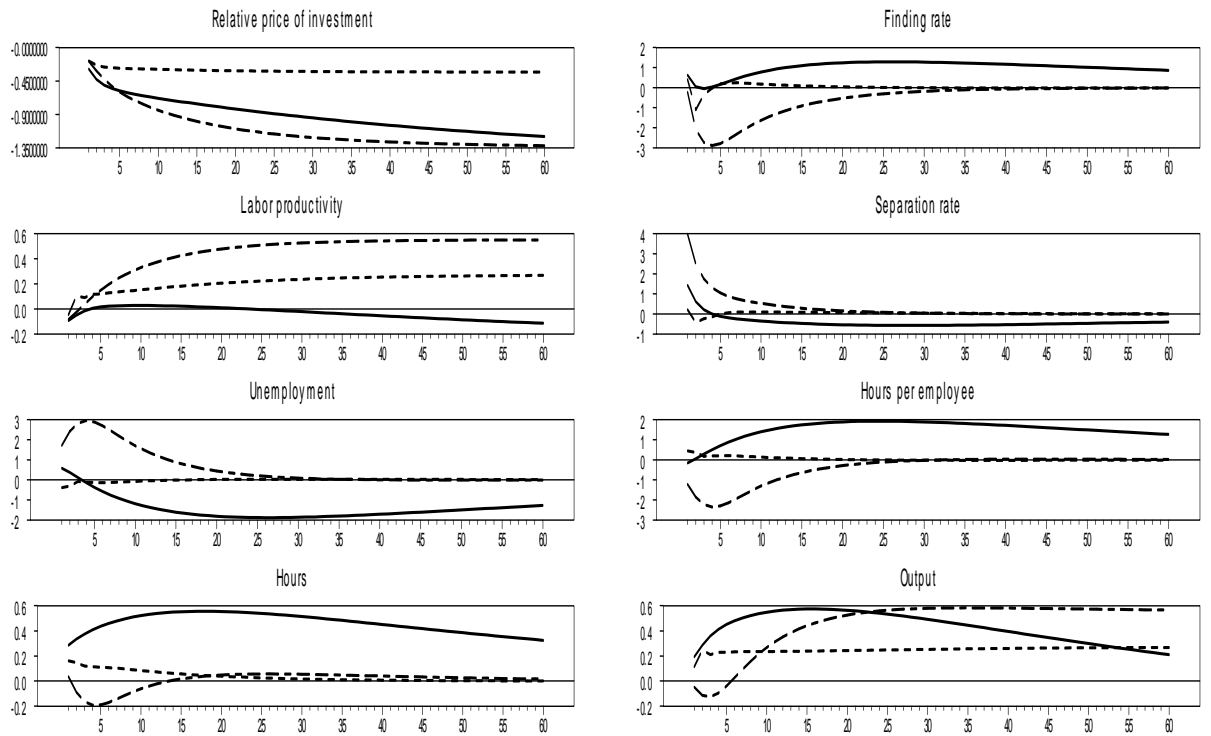 Relative price of investment
-0.0000000
-0.4500000
-0.9000000
-1.3500000
5 10 15 20 25 30 35 40 45 50 55 60
Finding rate
2
1
0
-1
-2
-3
5 10 15 20 25 30 35 40 45 50 55 60
Labor productivity
0.6
0.4
0.2
0.0
-0.2
5 10 15 20 25 30 35 40 45 50 55 60
Separation rate
4
3
2
1
0
-1
5 10 15 20 25 30 35 40 45 50 55 60
Unemployment
3
2
1
0
-1
-2
5 10 15 20 25 30 35 40 45 50 55 60
Hours per employee
2
1
0
-1
-2
-3
5 10 15 20 25 30 35 40 45 50 55 60
Hours
0.6
0.4
0.2
0.0
-0.2
5 10 15 20 25 30 35 40 45 50 55 60
Output
0.6
0.4
0.2
0.0
-0.2
5 10 15 20 25 30 35 40 45 50 55 60